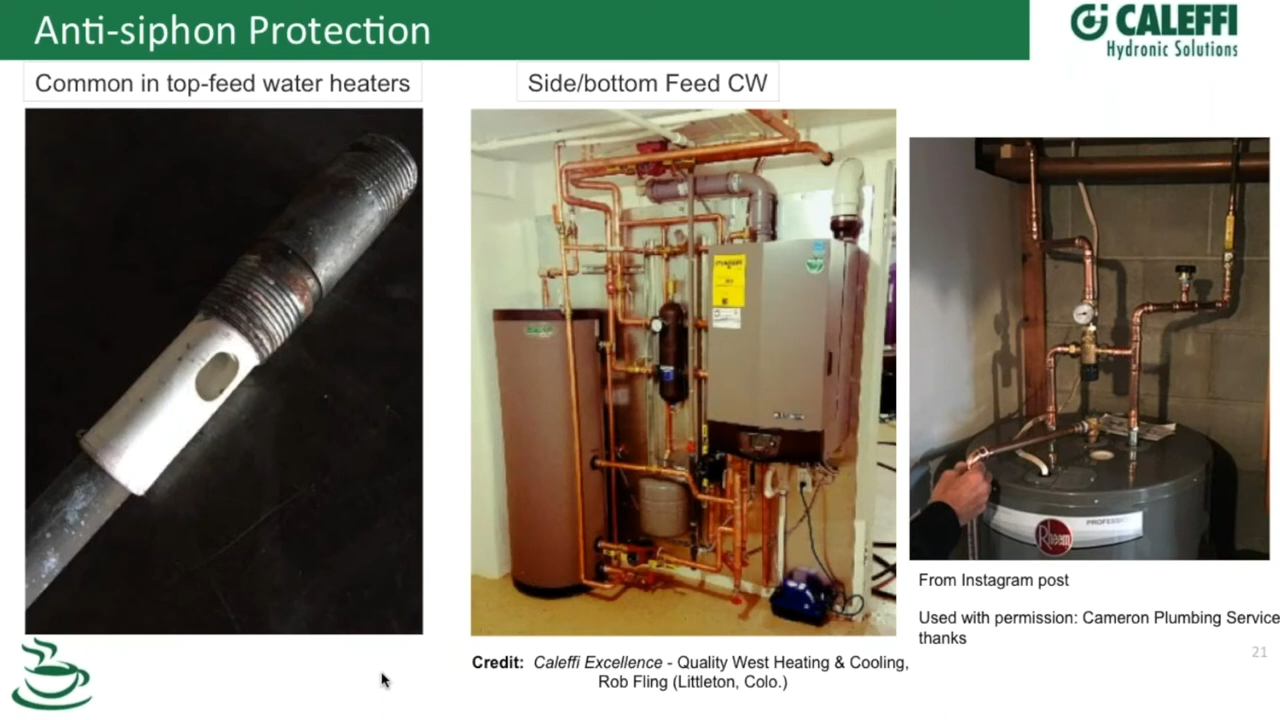 Anti-siphon Protection
CALEFFI
Hydronic Solutions
Common in top-feed water heaters
Side/bottom Feed CW
Rheem
PROFESSIONAL
From Instagram post
Used with permission: Cameron Plumbing Service
thanks
Credit: Caleffi Excellence - Quality West Heating & Cooling,
Rob Fling (Littleton, Colo.)
21